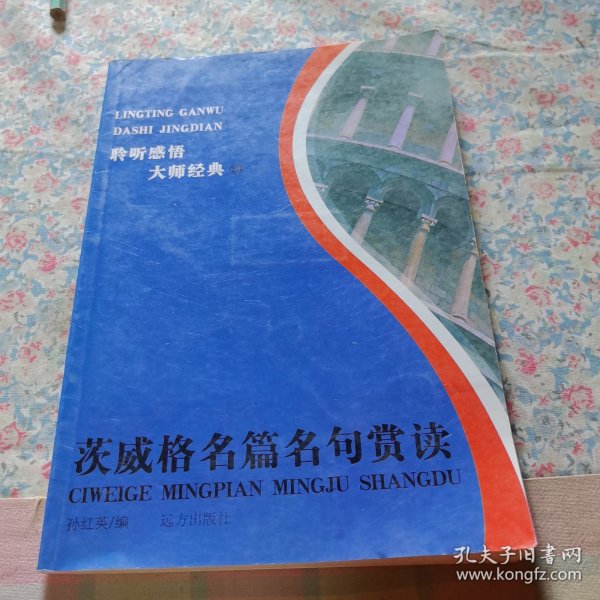 LINGTING GANWU
DASHI JINGDIAN
聆听感悟
大师经典
茨威格名篇名句赏读
CIWEIGE MINGPIAN MINGJU SHANGDU
孙红英/编 远方出版社
孔夫子旧书网
www.kongfz.com